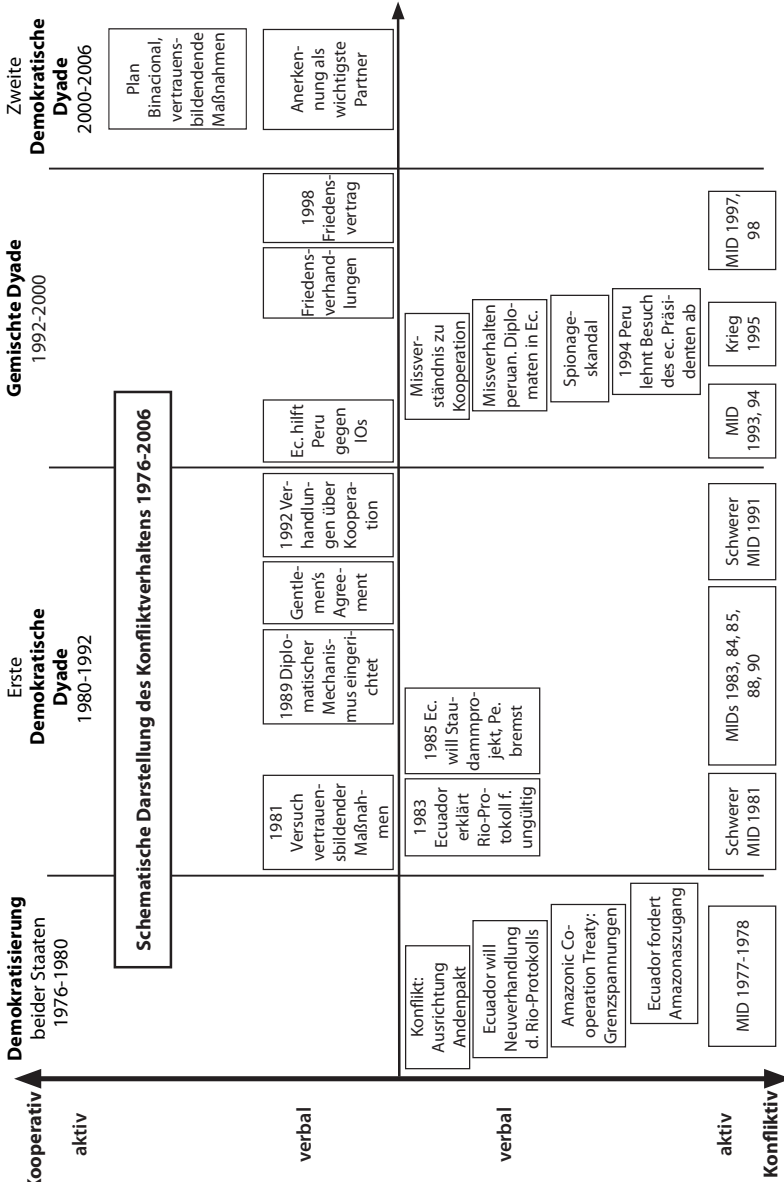 Schematische Darstellung des Konfliktverhaltens 1976-2006
Kooperativ
aktiv
verbal
verbal
aktiv
Konfliktiv
Demokratisierung
beider Staaten
1976-1980
Konflikt:
Ausrichtung
Andenpakt
Ecuador will
Neuverhandlung
d. Rio-Protokolls
Amazonic Co-
operation Treaty:
Grenzspannungen
Ecuador fordert
Amazonaszugang
MID 1977-1978
Erste
Demokratische
Dyade
1980-1992
1981
Versuch
vertrauen-
sbildender
Maßnah-
men
1989 Diplo-
matischer
Mechanis-
mus eingeri-
chtet
Gentle-
men's
Agree-
ment
1992 Ver-
handlun-
gen über
Koopera-
tion
1983
Ecuador
erklärt
Rio-Pro-
tokoll f.
ungültig
1985 Ec.
will Stau-
dammpro-
jekt, Pe.
bremst
Schwerer
MID 1981
MIDs 1983, 84, 85,
88, 90
Schwerer
MID 1991
Gemischte Dyade
1992-2000
Ec. hilft
Peru
gegen
IOs
Friedens-
verhand-
lungen
1998
Friedens-
vertrag
Missver-
ständnis zu
Kooperation
Missverhalten
peruan. Diplo-
maten in Ec.
Spionage-
skandal
1994 Peru
lehnt Besuch
des ec. Präsi-
denten ab
MID
1993, 94
Krieg
1995
MID 1997,
98
Zweite
Demokratische
Dyade
2000-2006
Plan
Binacional,
vertrauens-
bildendende
Maßnahmen
Anerken-
nung als
wichtigste
Partner